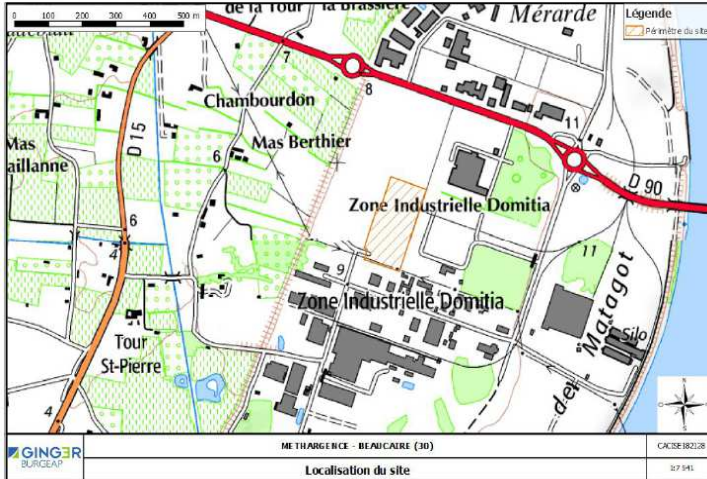 0 100 200 300 400 500 m
de la Tour
la Brassière
Mérarde
Légende
Périmètre du site
7
8
Chambourdon
11
D 15
Mas
aillanne
Mas Berthier
6
D 90
Zone Industrielle Domitia
6
4
9
11
Zone Industrielle Domitia
Matagot
de
Silo
Tour
St-Pierre
4
GINGER
BURGEAP
METHARGENCE - BEAUCAIRE (30)
CACISE182128
Localisation du site